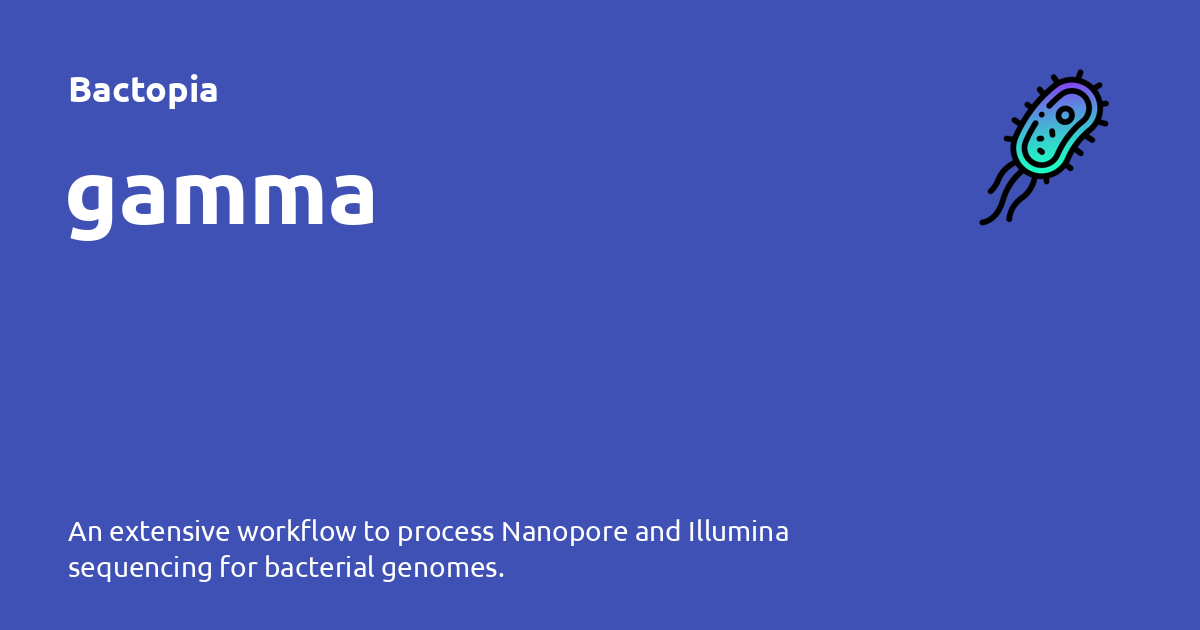 Bactopia
gamma
An extensive workflow to process Nanopore and Illumina
sequencing for bacterial genomes.